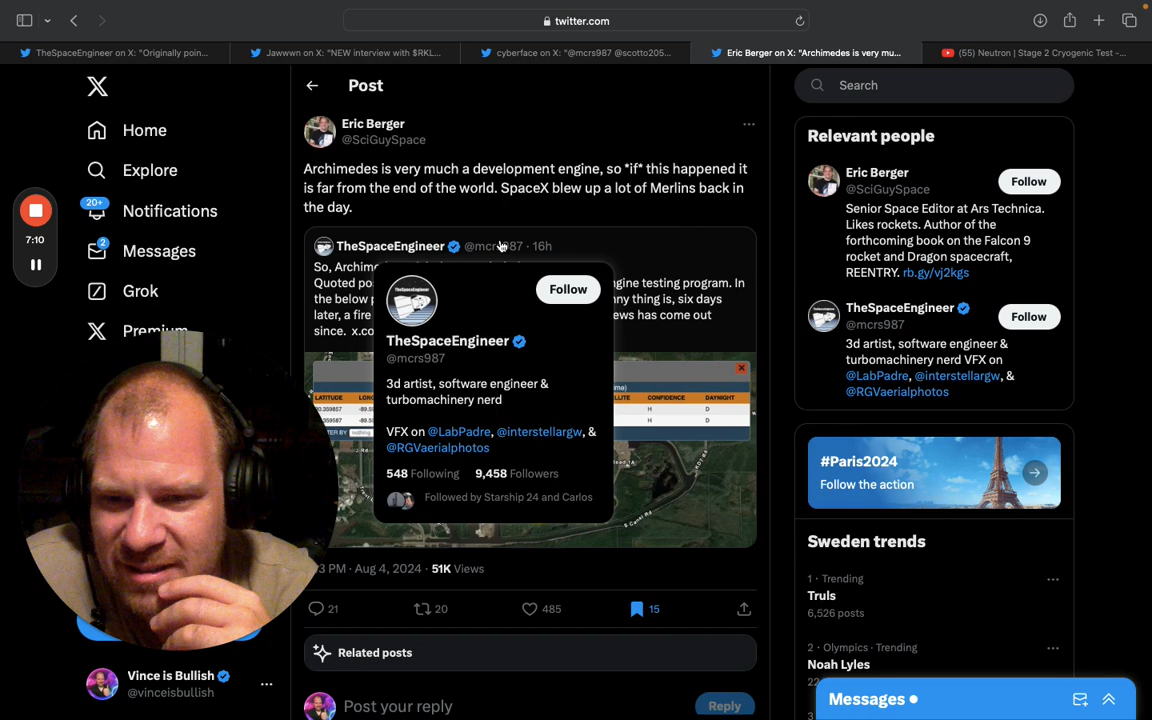 twitter.com
TheSpaceEngineer on X: "Originally poin...
Jawwwn on X: "NEW interview with $RKL...
cyberface on X: "@mcrs987 @scotto205...
Eric Berger on X: "Archimedes is very mu...
(55) Neutron | Stage 2 Cryogenic Test -...
Home
Explore
20+
Notifications
2
Messages
Grok
Premium
7:10
Vince is Bullish
@vinceisbullish
Post
Eric Berger
@SciGuySpace
Archimedes is very much a development engine, so *if* this happened it
is far from the end of the world. SpaceX blew up a lot of Merlins back in
the day.
TheSpaceEngineer @mcrs987 · 16h
So, Archim
Quoted po ngine testing program. In
the below p nny thing is, six days
later, a fire ews has come out
since. x.co
TheSpaceEngineer
Follow
TheSpaceEngineer
@mcrs987
3d artist, software engineer &
turbomachinery nerd
VFX on @LabPadre, @interstellargw, &
@RGVaerialphotos
548 Following 9,458 Followers
Followed by Starship 24 and Carlos
LATITUDE LONG LLITE CONFIDENCE DAYNIGHT
H D
H D
3 PM · Aug 4, 2024 · 51K Views
21 20 485 15
Related posts
Post your reply
Reply
Search
Relevant people
Eric Berger
@SciGuySpace
Follow
Senior Space Editor at Ars Technica.
Likes rockets. Author of the
forthcoming book on the Falcon 9
rocket and Dragon spacecraft,
REENTRY. rb.gy/vj2kgs
TheSpaceEngineer
@mcrs987
Follow
3d artist, software engineer &
turbomachinery nerd VFX on
@LabPadre, @interstellargw, &
@RGVaerialphotos
#Paris2024
Follow the action
Sweden trends
1 · Trending
Truls
6,526 posts
2 · Olympics · Trending
Noah Lyles
22
Messages
3